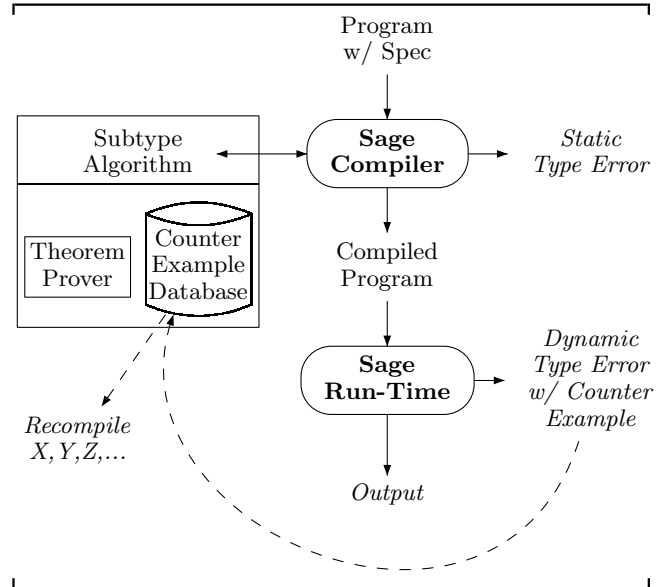 Program
w/ Spec
Subtype
Algorithm
Sage
Compiler
Static
Type Error
Theorem
Prover
Counter
Example
Database
Compiled
Program
Sage
Run-Time
Dynamic
Type Error
w/ Counter
Example
Recompile
X,Y,Z,...
Output